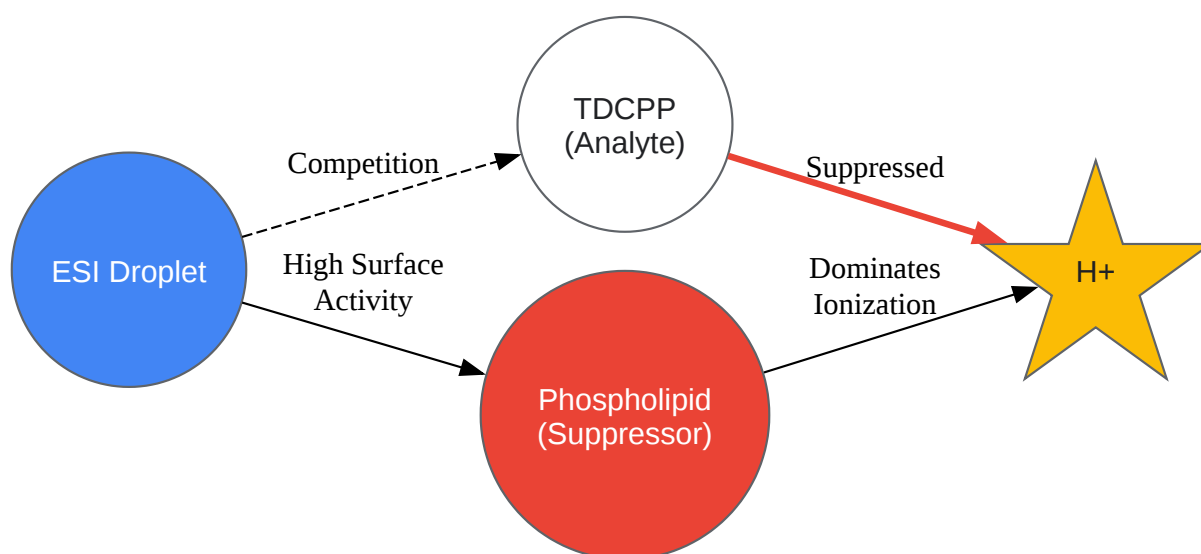 TDCPP
(Analyte)
Competition
Suppressed
ESI Droplet
High Surface
Activity
Dominates
Ionization
H+
Phospholipid
(Suppressor)